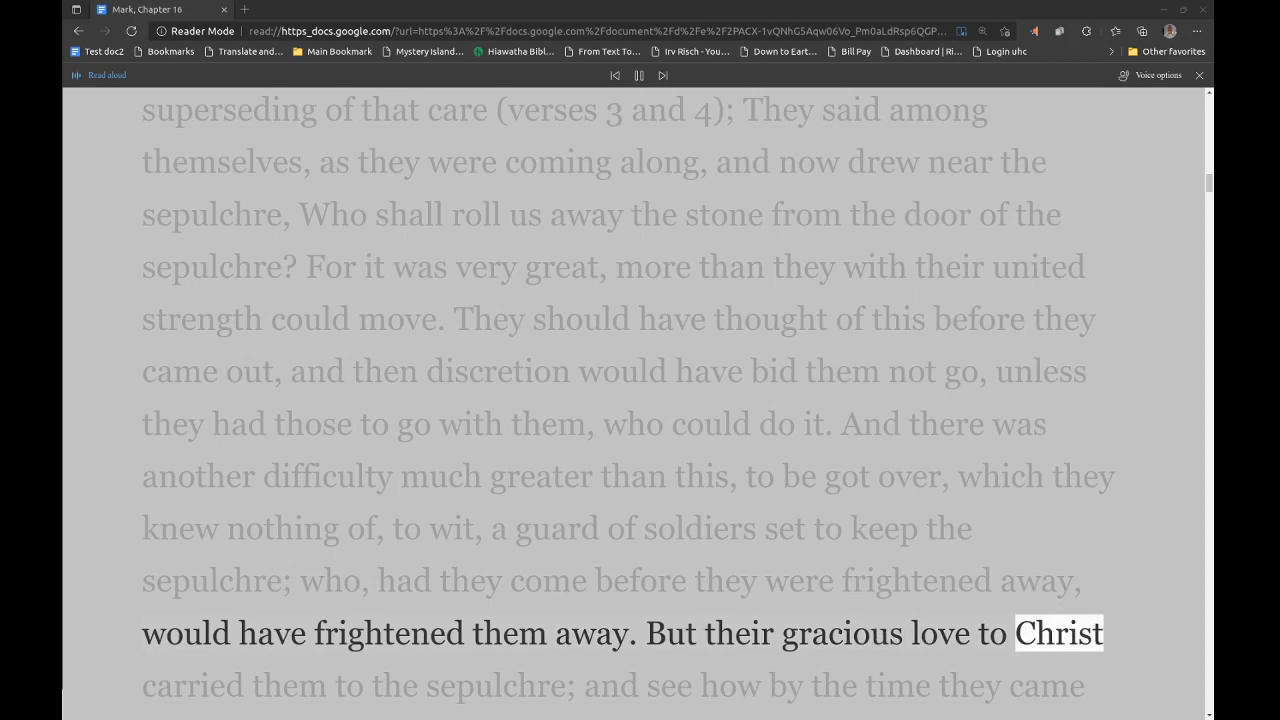 Mark, Chapter 16
Reader Mode read://https_docs.google.com/?url=https%3A%2F%2Fdocs.google.com%2Fdocument%2Fd%2Fe%2F2PACX-1vQNhG5Aqw06Vo_Pm0aLdRsp6QGP...
Test doc2 Bookmarks Translate and... Main Bookmark Mystery Island... Hiawatha Bibl... From Text To... Irv Risch - You... Down to Eart... Bill Pay Dashboard | Ri... Login uhc Other favorites
Read aloud Voice options
superseding of that care (verses 3 and 4); They said among
themselves, as they were coming along, and now drew near the
sepulchre, Who shall roll us away the stone from the door of the
sepulchre? For it was very great, more than they with their united
strength could move. They should have thought of this before they
came out, and then discretion would have bid them not go, unless
they had those to go with them, who could do it. And there was
another difficulty much greater than this, to be got over, which they
knew nothing of, to wit, a guard of soldiers set to keep the
sepulchre; who, had they come before they were frightened away,
would have frightened them away. But their gracious love to Christ
carried them to the sepulchre; and see how by the time they came